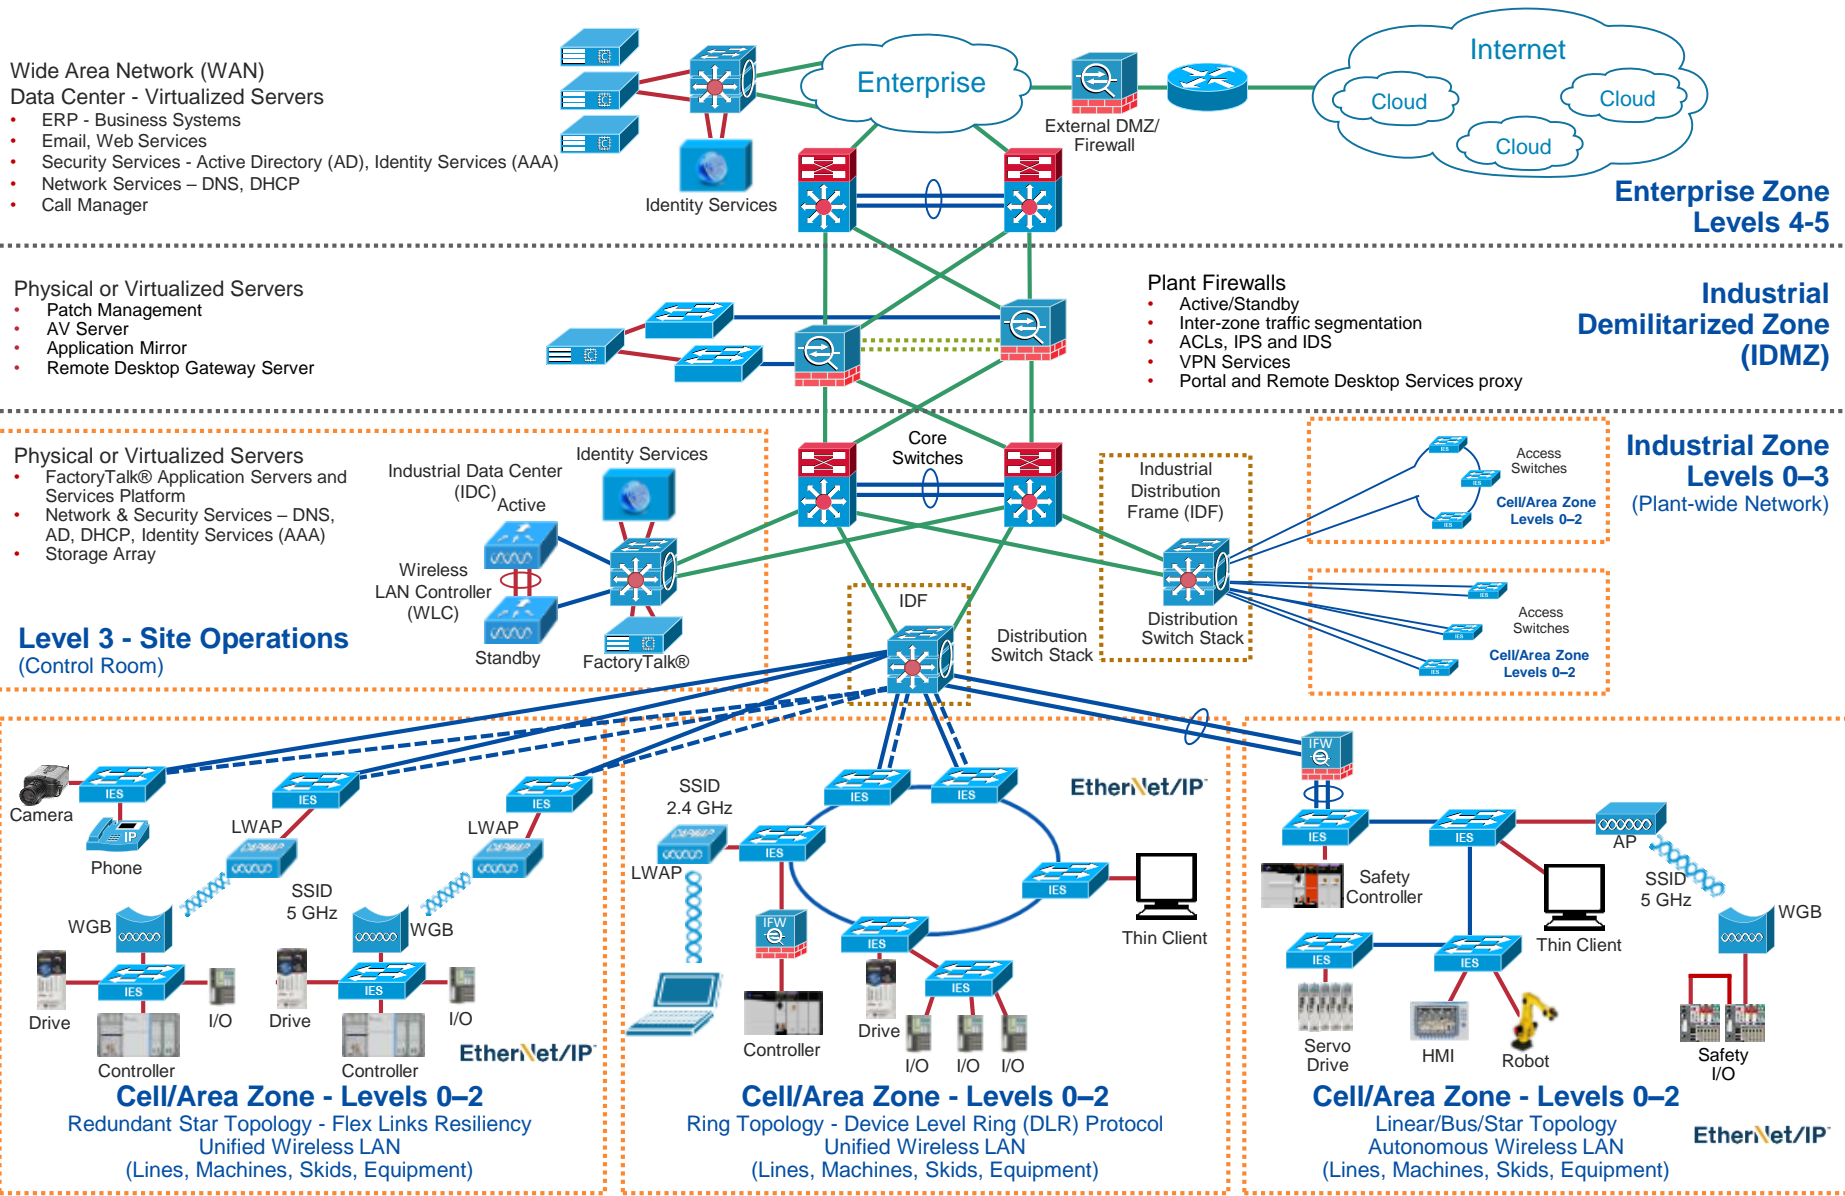 Wide Area Network (WAN)
Data Center - Virtualized Servers
• ERP - Business Systems
• Email, Web Services
• Security Services - Active Directory (AD), Identity Services (AAA)
• Network Services – DNS, DHCP
• Call Manager
Identity Services
Enterprise
External DMZ/
Firewall
Internet
Cloud
Cloud
Cloud
Enterprise Zone
Levels 4-5
Physical or Virtualized Servers
• Patch Management
• AV Server
• Application Mirror
• Remote Desktop Gateway Server
Plant Firewalls
• Active/Standby
• Inter-zone traffic segmentation
• ACLs, IPS and IDS
• VPN Services
• Portal and Remote Desktop Services proxy
Industrial
Demilitarized Zone
(IDMZ)
Physical or Virtualized Servers
• FactoryTalk® Application Servers and
Services Platform
• Network & Security Services – DNS,
AD, DHCP, Identity Services (AAA)
• Storage Array
Level 3 - Site Operations
(Control Room)
Industrial Data Center
(IDC)
Active
Identity Services
Wireless
LAN Controller
(WLC)
Standby
FactoryTalk®
Core
Switches
IDF
Distribution
Switch Stack
Industrial
Distribution
Frame (IDF)
Distribution
Switch Stack
IES
IES
IES
Access
Switches
Cell/Area Zone
Levels 0–2
IES
IES
IES
Access
Switches
Cell/Area Zone
Levels 0–2
Industrial Zone
Levels 0–3
(Plant-wide Network)
Camera
IES
IP
Phone
IES
LWAP
CAPWAP
IES
LWAP
CAPWAP
SSID
5 GHz
WGB
WGB
IES
IES
Drive
I/O
Controller
Drive
I/O
Controller
EtherNet/IP
Cell/Area Zone - Levels 0–2
Redundant Star Topology - Flex Links Resiliency
Unified Wireless LAN
(Lines, Machines, Skids, Equipment)
SSID
2.4 GHz
CAPWAP
LWAP
IES
IES
IES
EtherNet/IP
IES
Thin Client
IFW
IES
IES
Controller
Drive
I/O
I/O
I/O
Cell/Area Zone - Levels 0–2
Ring Topology - Device Level Ring (DLR) Protocol
Unified Wireless LAN
(Lines, Machines, Skids, Equipment)
IFW
IES
IES
AP
Safety
Controller
SSID
5 GHz
Thin Client
WGB
IES
IES
Servo
Drive
HMI
Robot
Safety
I/O
Cell/Area Zone - Levels 0–2
Linear/Bus/Star Topology
Autonomous Wireless LAN
(Lines, Machines, Skids, Equipment)
EtherNet/IP